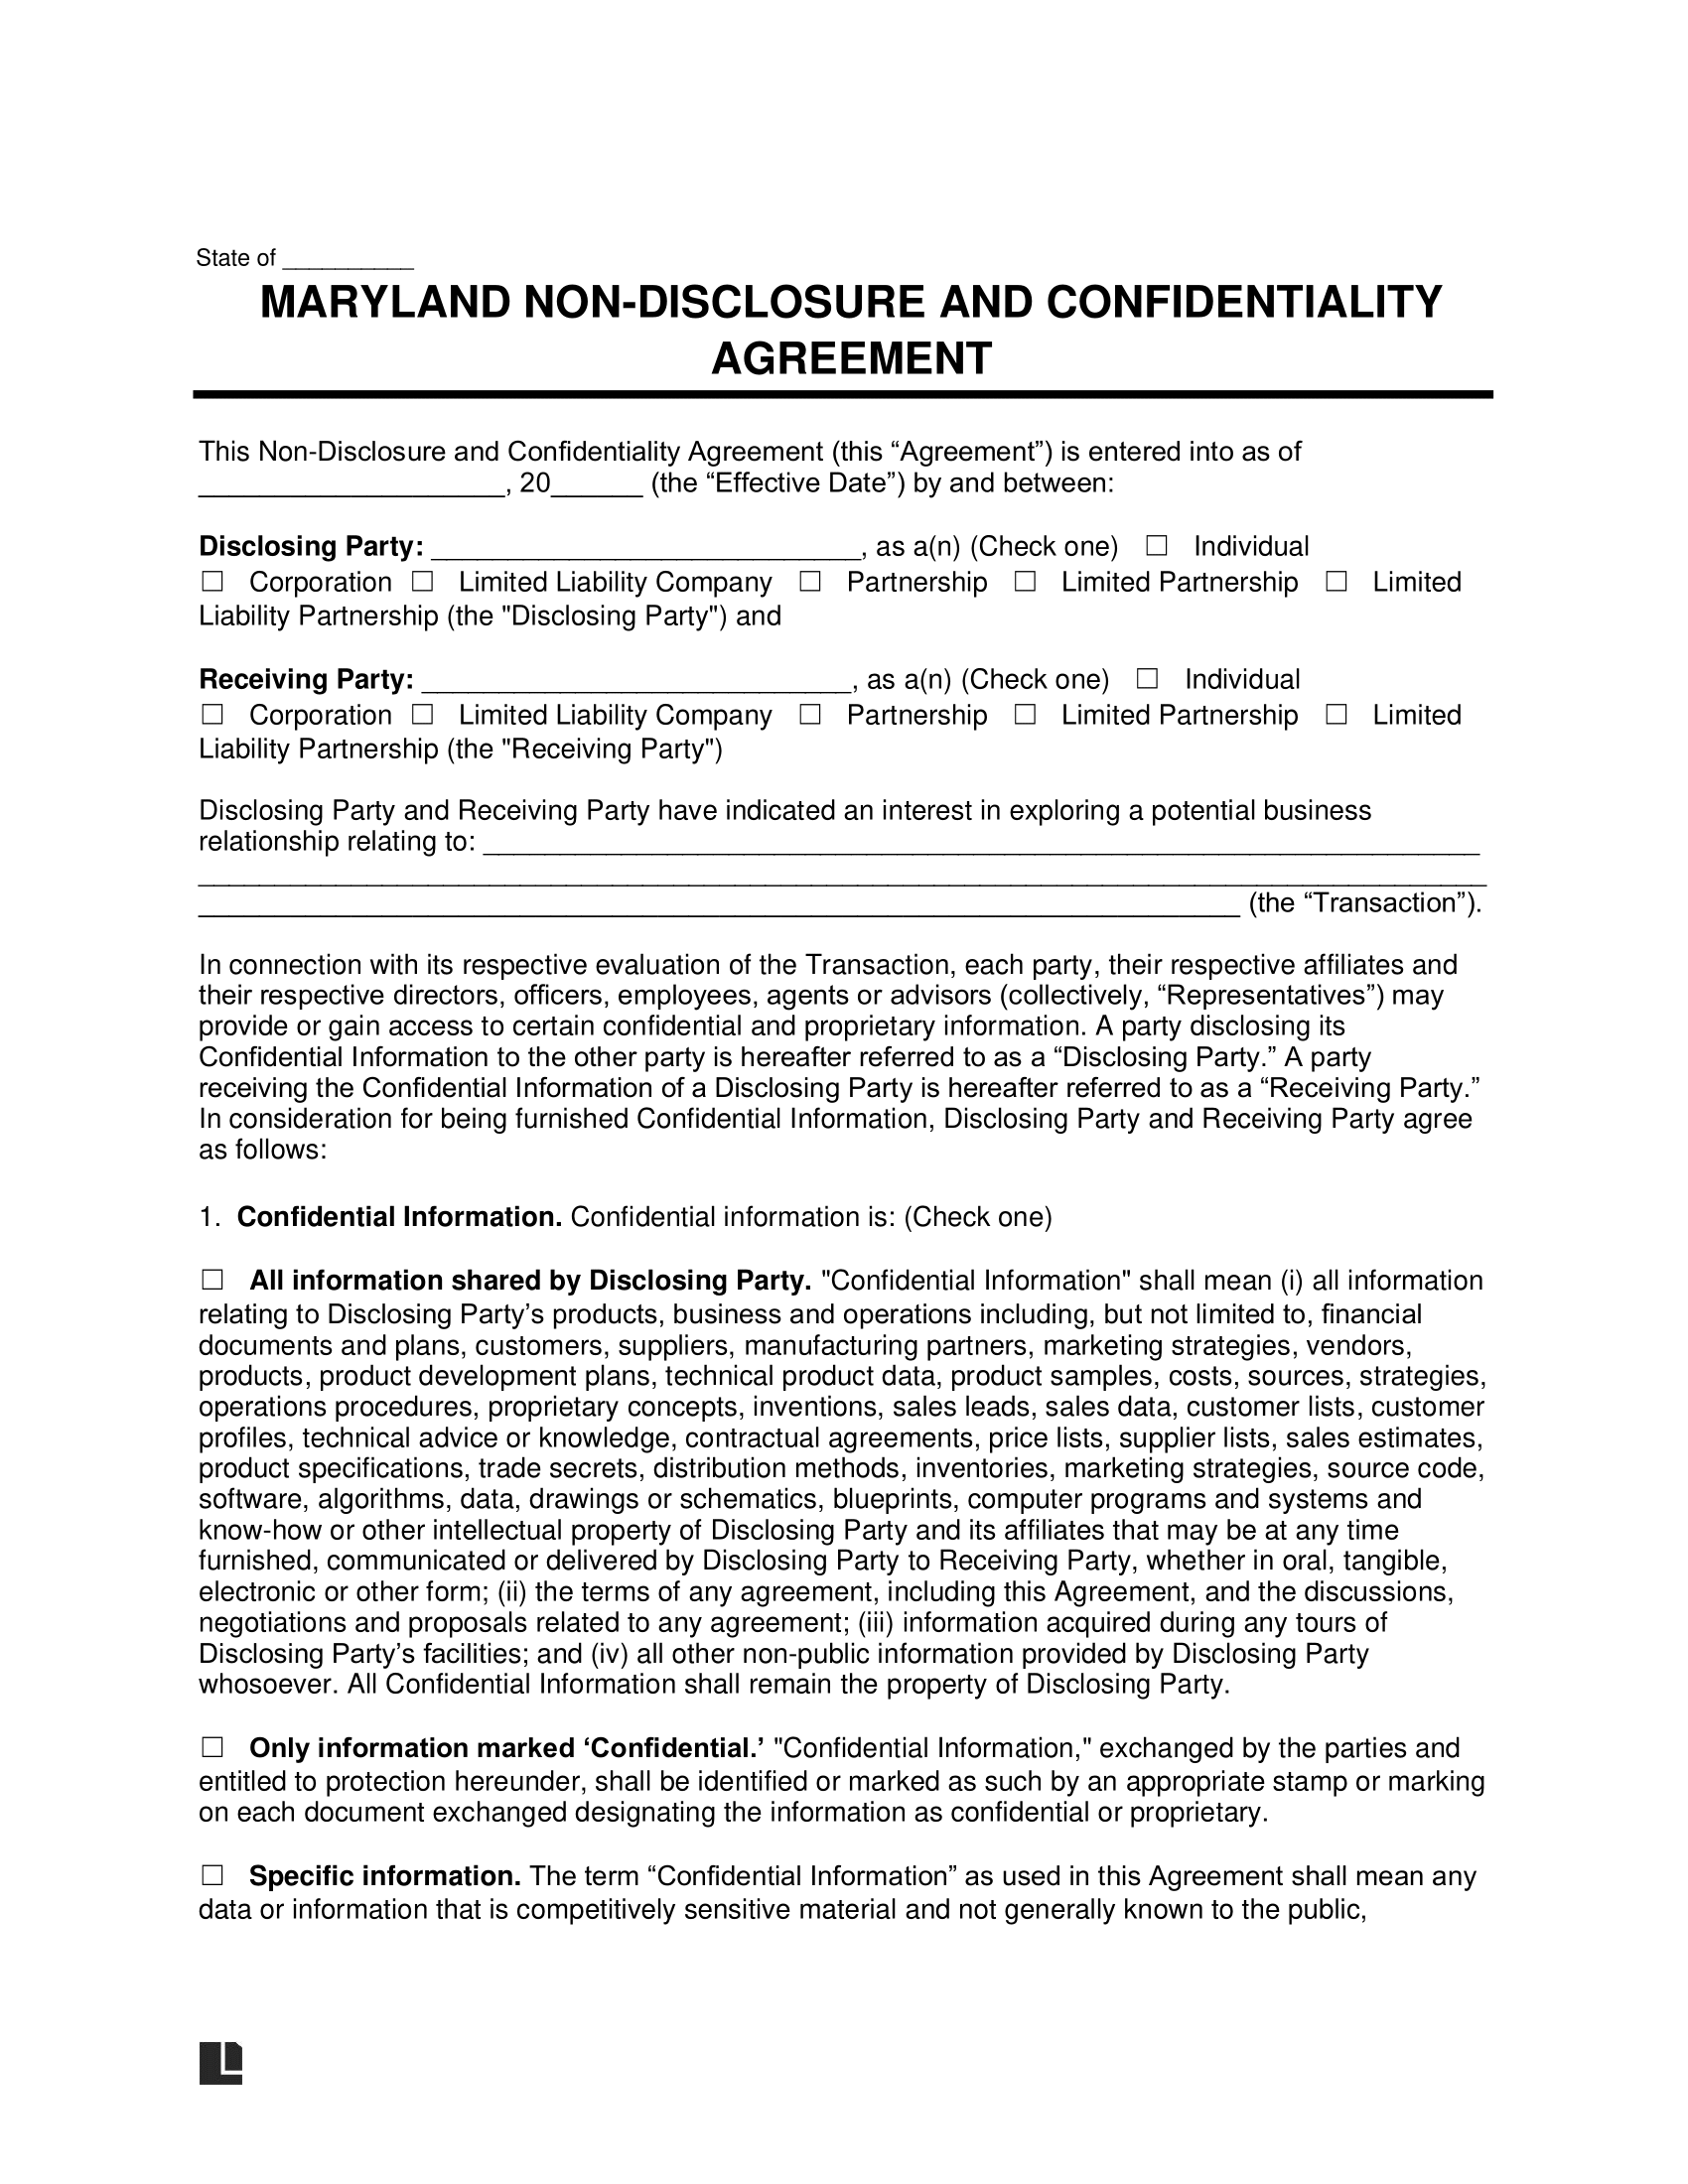 State of __________
MARYLAND NON-DISCLOSURE AND CONFIDENTIALITY
AGREEMENT
This Non-Disclosure and Confidentiality Agreement (this “Agreement”) is entered into as of
____________________, 20______ (the “Effective Date”) by and between:
Disclosing Party: ____________________________, as a(n) (Check one) ☐ Individual
☐ Corporation ☐ Limited Liability Company ☐ Partnership ☐ Limited Partnership ☐ Limited
Liability Partnership (the "Disclosing Party") and
Receiving Party: ____________________________, as a(n) (Check one) ☐ Individual
☐ Corporation ☐ Limited Liability Company ☐ Partnership ☐ Limited Partnership ☐ Limited
Liability Partnership (the "Receiving Party")
Disclosing Party and Receiving Party have indicated an interest in exploring a potential business
relationship relating to: _________________________________________________________________
____________________________________________________________________________________
____________________________________________________________________ (the “Transaction”).
In connection with its respective evaluation of the Transaction, each party, their respective affiliates and
their respective directors, officers, employees, agents or advisors (collectively, “Representatives”) may
provide or gain access to certain confidential and proprietary information. A party disclosing its
Confidential Information to the other party is hereafter referred to as a “Disclosing Party.” A party
receiving the Confidential Information of a Disclosing Party is hereafter referred to as a “Receiving Party.”
In consideration for being furnished Confidential Information, Disclosing Party and Receiving Party agree
as follows:
1. Confidential Information. Confidential information is: (Check one)
☐ All information shared by Disclosing Party. "Confidential Information" shall mean (i) all information
relating to Disclosing Party’s products, business and operations including, but not limited to, financial
documents and plans, customers, suppliers, manufacturing partners, marketing strategies, vendors,
products, product development plans, technical product data, product samples, costs, sources, strategies,
operations procedures, proprietary concepts, inventions, sales leads, sales data, customer lists, customer
profiles, technical advice or knowledge, contractual agreements, price lists, supplier lists, sales estimates,
product specifications, trade secrets, distribution methods, inventories, marketing strategies, source code,
software, algorithms, data, drawings or schematics, blueprints, computer programs and systems and
know-how or other intellectual property of Disclosing Party and its affiliates that may be at any time
furnished, communicated or delivered by Disclosing Party to Receiving Party, whether in oral, tangible,
electronic or other form; (ii) the terms of any agreement, including this Agreement, and the discussions,
negotiations and proposals related to any agreement; (iii) information acquired during any tours of
Disclosing Party’s facilities; and (iv) all other non-public information provided by Disclosing Party
whosoever. All Confidential Information shall remain the property of Disclosing Party.
☐ Only information marked ‘Confidential.’ "Confidential Information," exchanged by the parties and
entitled to protection hereunder, shall be identified or marked as such by an appropriate stamp or marking
on each document exchanged designating the information as confidential or proprietary.
☐ Specific information. The term “Confidential Information” as used in this Agreement shall mean any
data or information that is competitively sensitive material and not generally known to the public,